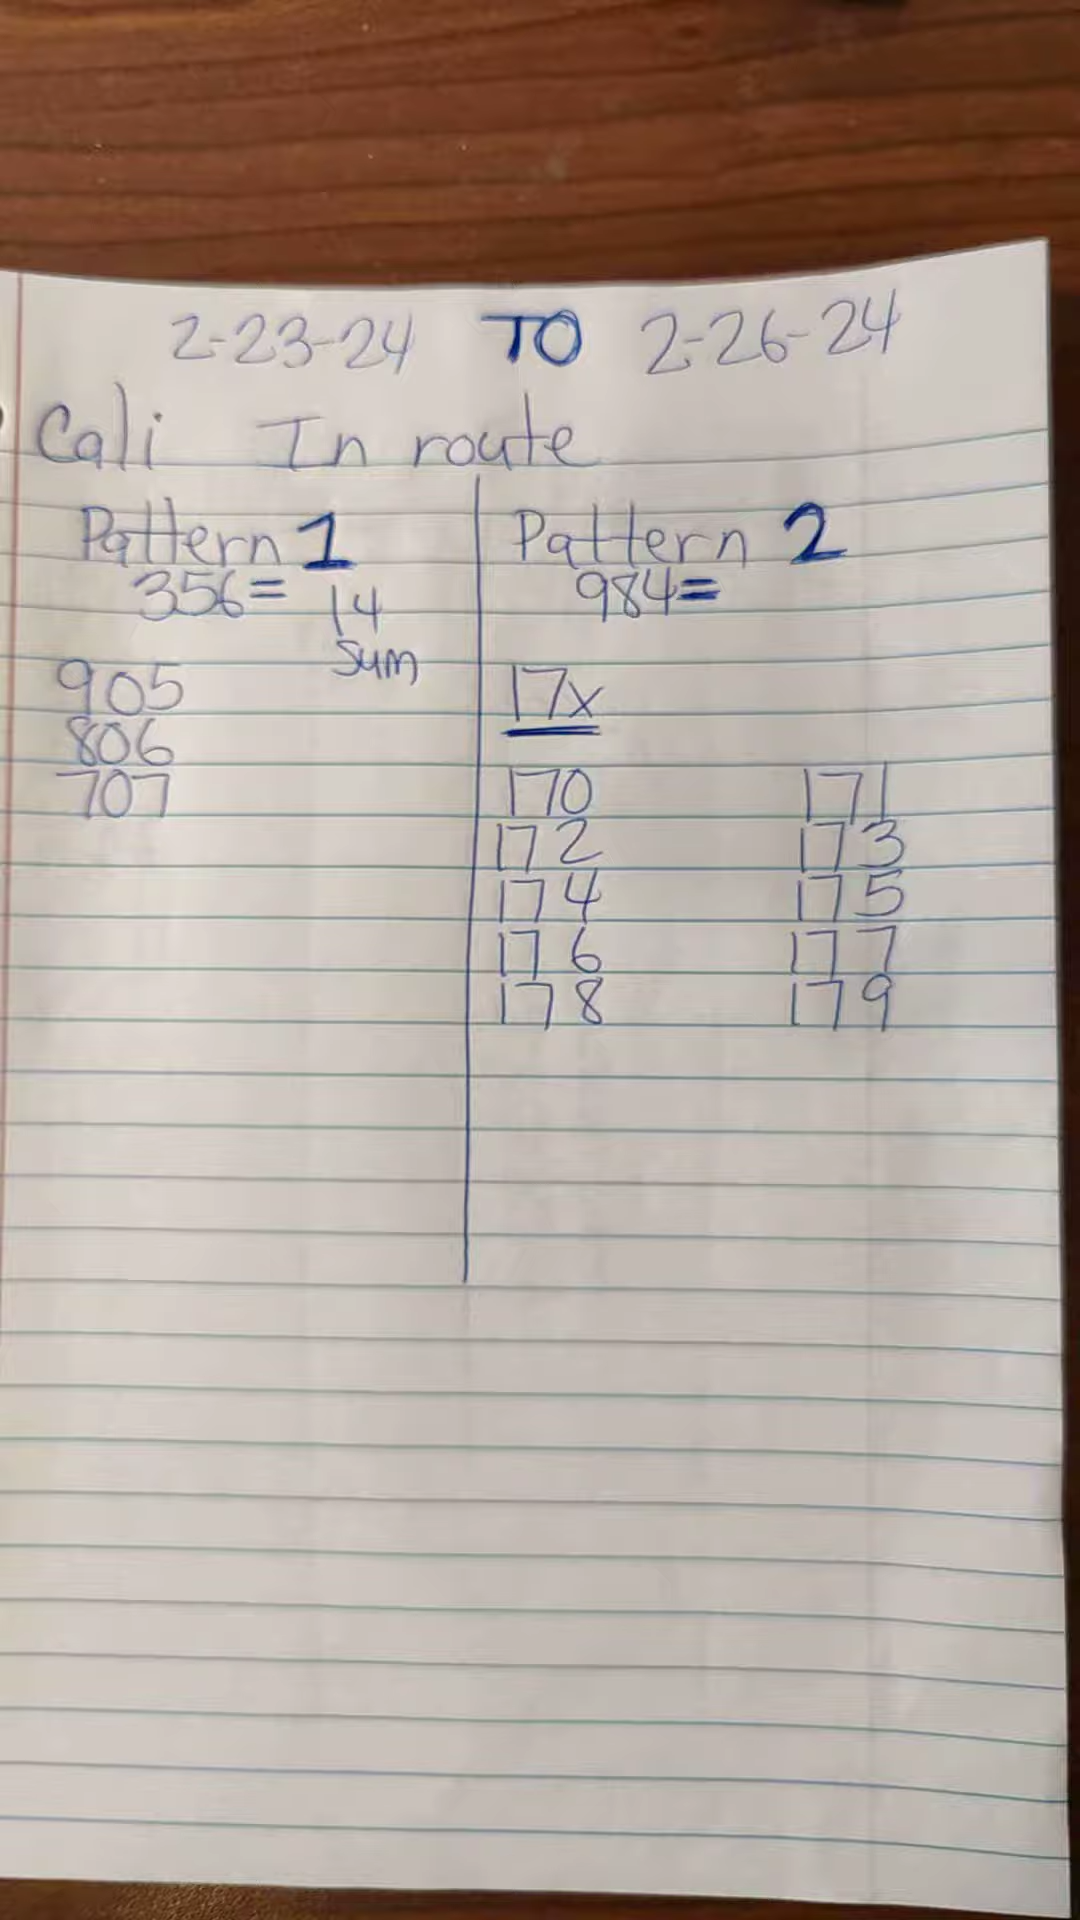 2-23-24 TO 2-26-24
Cali In route
Pattern 1
356= 14
Sum
905
806
707
Pattern 2
984=
17x
170 171
172 173
174 175
176 177
178 179